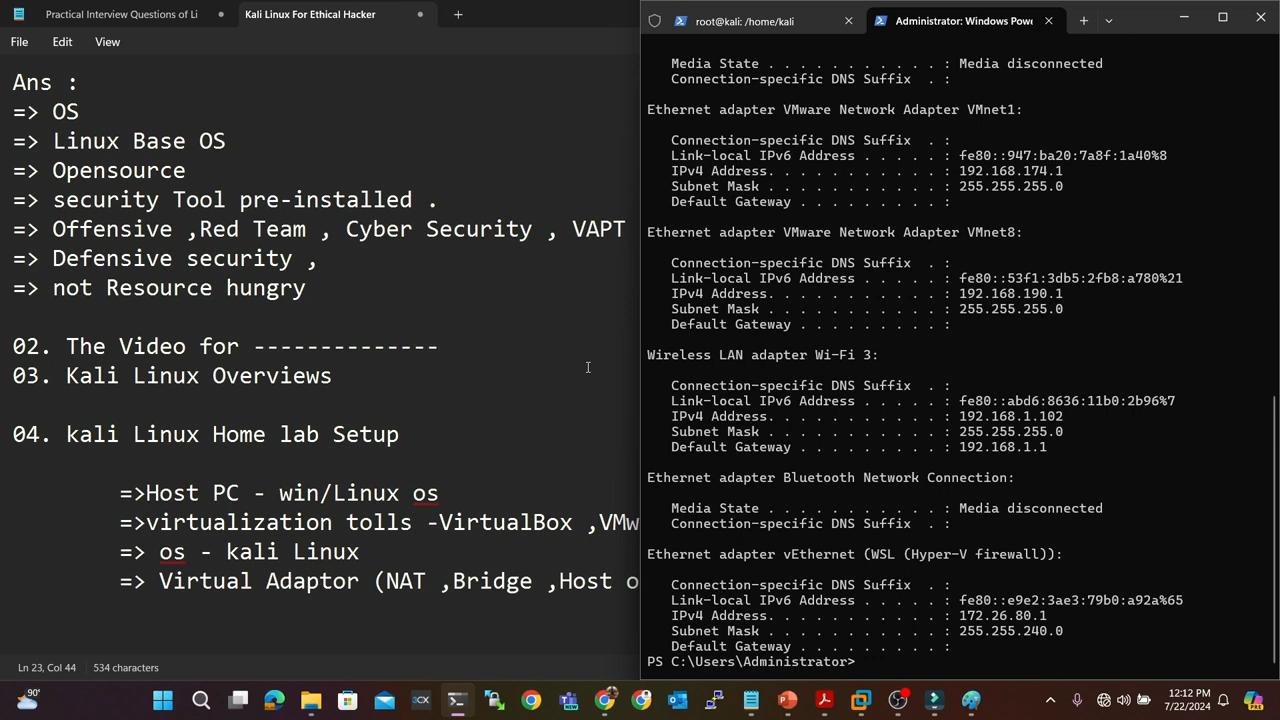 Practical Interview Questions of Li
Kali Linux For Ethical Hacker
File Edit View
Ans :
=> OS
=> Linux Base OS
=> Opensource
=> security Tool pre-installed .
=> Offensive ,Red Team , Cyber Security , VAPT
=> Defensive security ,
=> not Resource hungry
02. The Video for --------------
03. Kali Linux Overviews
04. kali Linux Home lab Setup
=>Host PC - win/Linux os
=>virtualization tolls -VirtualBox ,VMw
=> os - kali Linux
=> Virtual Adaptor (NAT ,Bridge ,Host o
Ln 23, Col 44 534 characters
root@kali: /home/kali
Administrator: Windows Powe
Media State . . . . . . . . . . . : Media disconnected
Connection-specific DNS Suffix . :
Ethernet adapter VMware Network Adapter VMnet1:
Connection-specific DNS Suffix . :
Link-local IPv6 Address . . . . . : fe80::947:ba20:7a8f:1a40%8
IPv4 Address. . . . . . . . . . . : 192.168.174.1
Subnet Mask . . . . . . . . . . . : 255.255.255.0
Default Gateway . . . . . . . . . :
Ethernet adapter VMware Network Adapter VMnet8:
Connection-specific DNS Suffix . :
Link-local IPv6 Address . . . . . : fe80::53f1:3db5:2fb8:a780%21
IPv4 Address. . . . . . . . . . . : 192.168.190.1
Subnet Mask . . . . . . . . . . . : 255.255.255.0
Default Gateway . . . . . . . . . :
Wireless LAN adapter Wi-Fi 3:
Connection-specific DNS Suffix . :
Link-local IPv6 Address . . . . . : fe80::abd6:8636:11b0:2b96%7
IPv4 Address. . . . . . . . . . . : 192.168.1.102
Subnet Mask . . . . . . . . . . . : 255.255.255.0
Default Gateway . . . . . . . . . : 192.168.1.1
Ethernet adapter Bluetooth Network Connection:
Media State . . . . . . . . . . . : Media disconnected
Connection-specific DNS Suffix . :
Ethernet adapter vEthernet (WSL (Hyper-V firewall)):
Connection-specific DNS Suffix . :
Link-local IPv6 Address . . . . . : fe80::e9e2:3ae3:79b0:a92a%65
IPv4 Address. . . . . . . . . . . : 172.26.80.1
Subnet Mask . . . . . . . . . . . : 255.255.240.0
Default Gateway . . . . . . . . . :
PS C:\Users\Administrator>
90°
12:12 PM
7/22/2024